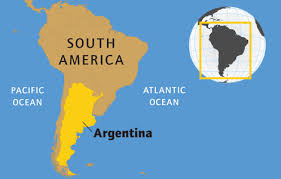 SOUTH
AMERICA
PACIFIC
OCEAN
ATLANTIC
OCEAN
Argentina